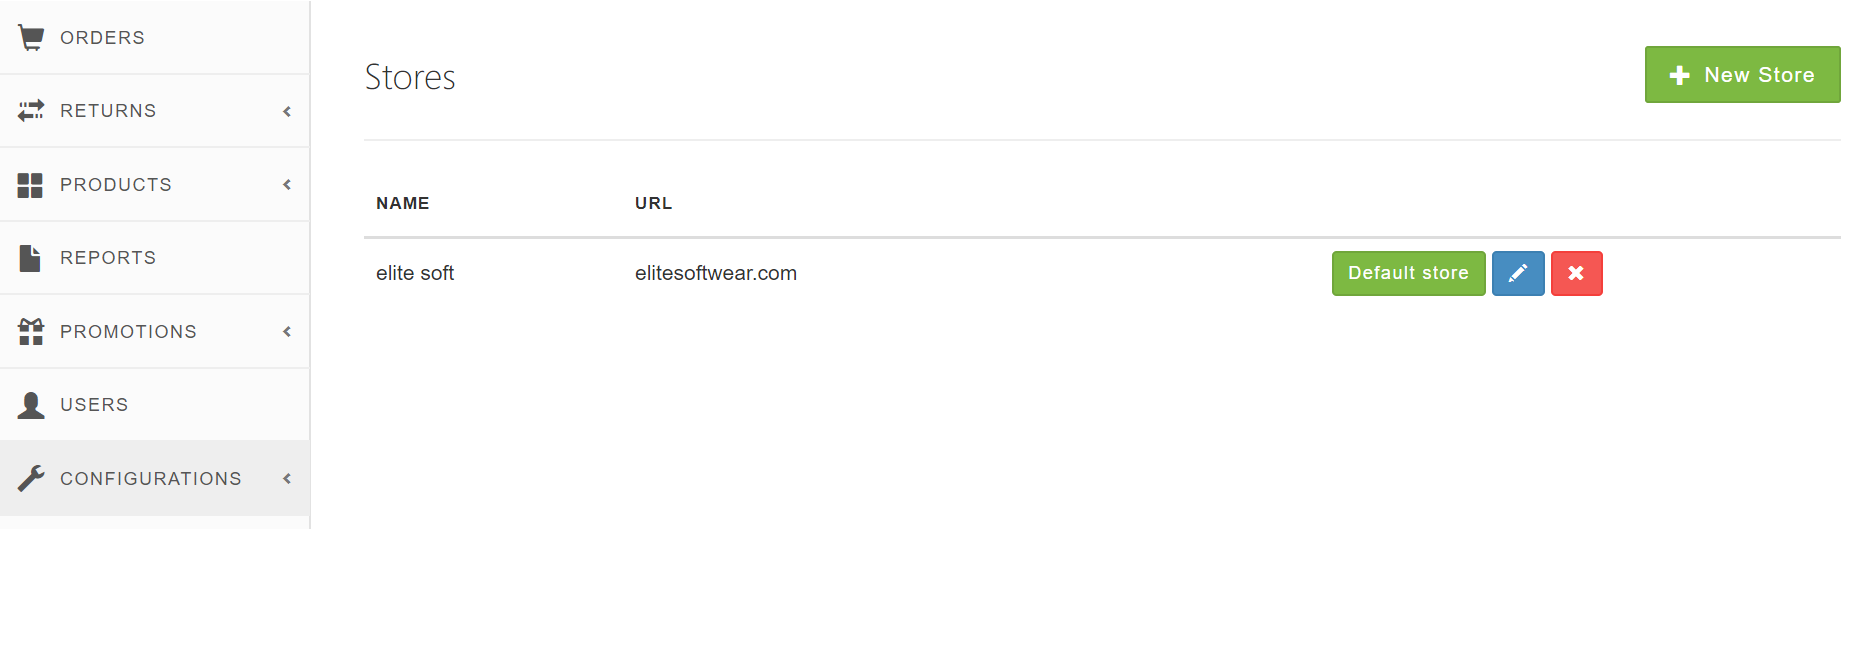 ORDERS
RETURNS
PRODUCTS
REPORTS
PROMOTIONS
USERS
CONFIGURATIONS
Stores
New Store
NAME URL
elite soft elitesoftwear.com Default store